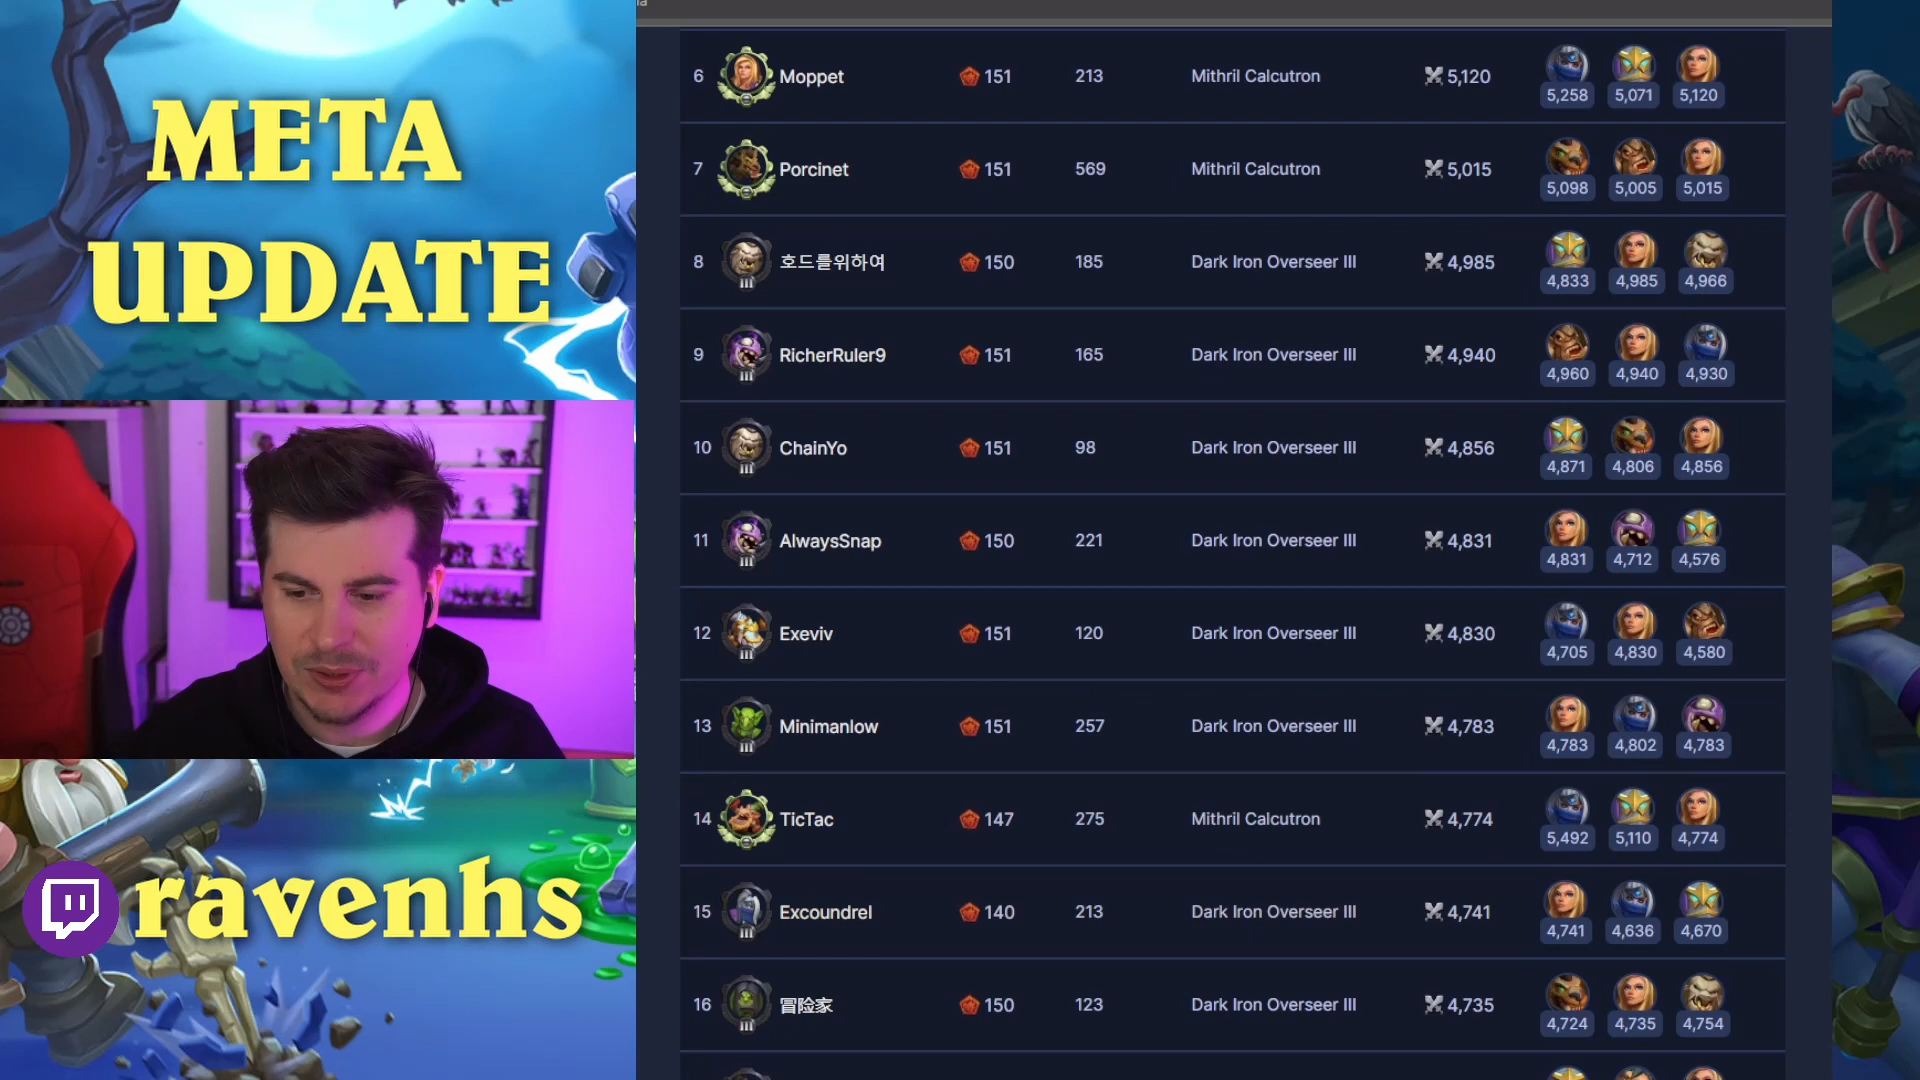 META
UPDATE
ravenhs
6 Moppet 151 213 Mithril Calcutron 5,120 5,258 5,071 5,120
7 Porcinet 151 569 Mithril Calcutron 5,015 5,098 5,005 5,015
8 호드를위하여 150 185 Dark Iron Overseer III 4,985 4,833 4,985 4,966
9 RicherRuler9 151 165 Dark Iron Overseer III 4,940 4,960 4,940 4,930
10 ChainYo 151 98 Dark Iron Overseer III 4,856 4,871 4,806 4,856
11 AlwaysSnap 150 221 Dark Iron Overseer III 4,831 4,831 4,712 4,576
12 Exeviv 151 120 Dark Iron Overseer III 4,830 4,705 4,830 4,580
13 Minimanlow 151 257 Dark Iron Overseer III 4,783 4,783 4,802 4,783
14 TicTac 147 275 Mithril Calcutron 4,774 5,492 5,110 4,774
15 Excoundrel 140 213 Dark Iron Overseer III 4,741 4,741 4,636 4,670
16 冒险家 150 123 Dark Iron Overseer III 4,735 4,724 4,735 4,754